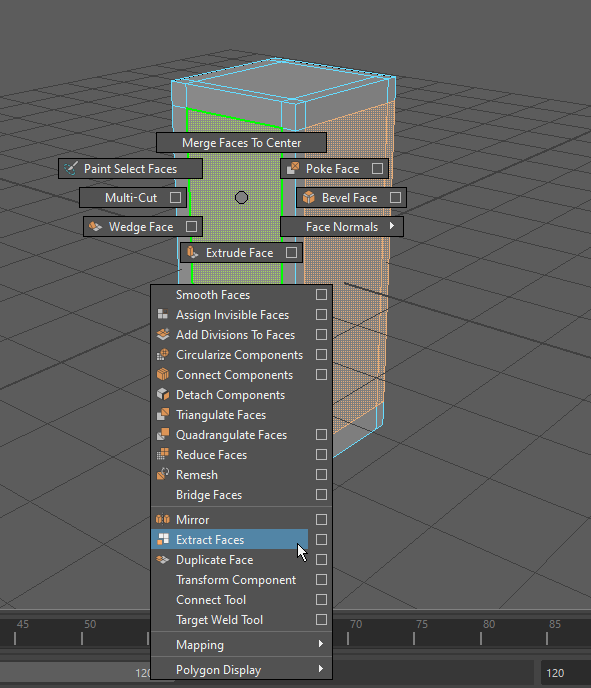 Merge Faces To Center
Paint Select Faces
Poke Face
Multi-Cut
Bevel Face
Wedge Face
Face Normals
Extrude Face
Smooth Faces
Assign Invisible Faces
Add Divisions To Faces
Circularize Components
Connect Components
Detach Components
Triangulate Faces
Quadrangulate Faces
Reduce Faces
Remesh
Bridge Faces
Mirror
Extract Faces
Duplicate Face
Transform Component
Connect Tool
Target Weld Tool
45 50 70 75 80 85
Mapping
Polygon Display
120 120